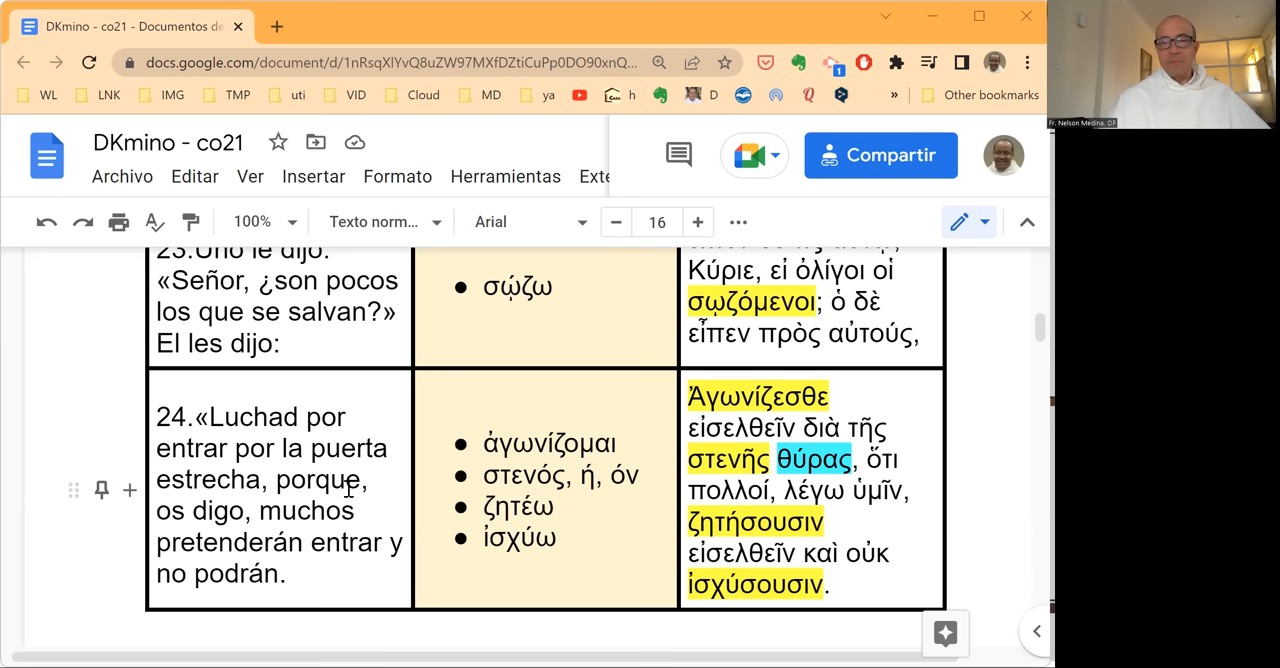 DKmino - co21 - Documentos de
docs.google.com/document/d/1nRsqXlYvQ8uZW97MXfDZtiCuPp0DO90xnQ...
WL LNK IMG TMP uti VID Cloud MD ya h D » Other bookmarks
Fr. Nelson Medina, OP
DKmino - co21
Compartir
Archivo Editar Ver Insertar Formato Herramientas Exte
100% Texto norm... Arial 16
23.Uno le dijo:
«Señor, ¿son pocos
los que se salvan?»
El les dijo:
σῴζω
Κύριε, εἰ ὀλίγοι οἱ
σῳζόμενοι; ὁ δὲ
εἶπεν πρὸς αὐτούς,
24.«Luchad por
entrar por la puerta
estrecha, porque,
os digo, muchos
pretenderán entrar y
no podrán.
ἀγωνίζομαι
στενός, ή, όν
ζητέω
ἰσχύω
Ἀγωνίζεσθε
εἰσελθεῖν διὰ τῆς
στενῆς θύρας, ὅτι
πολλοί, λέγω ὑμῖν,
ζητήσουσιν
εἰσελθεῖν καὶ οὐκ
ἰσχύσουσιν.